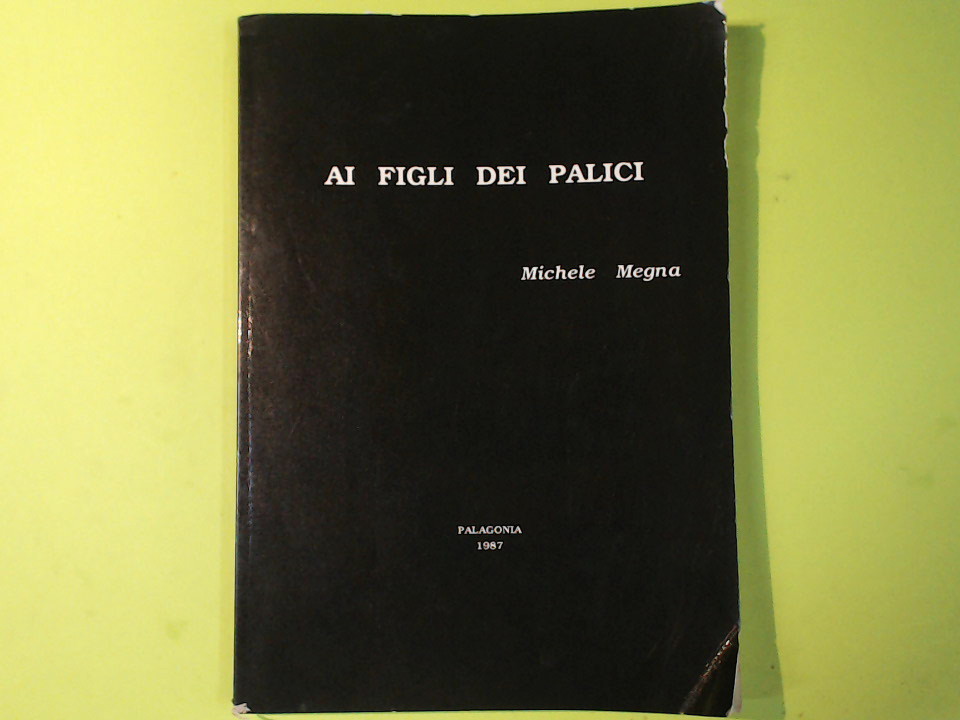 AI FIGLI DEI PALICI
Michele Megna
PALAGONIA
1987